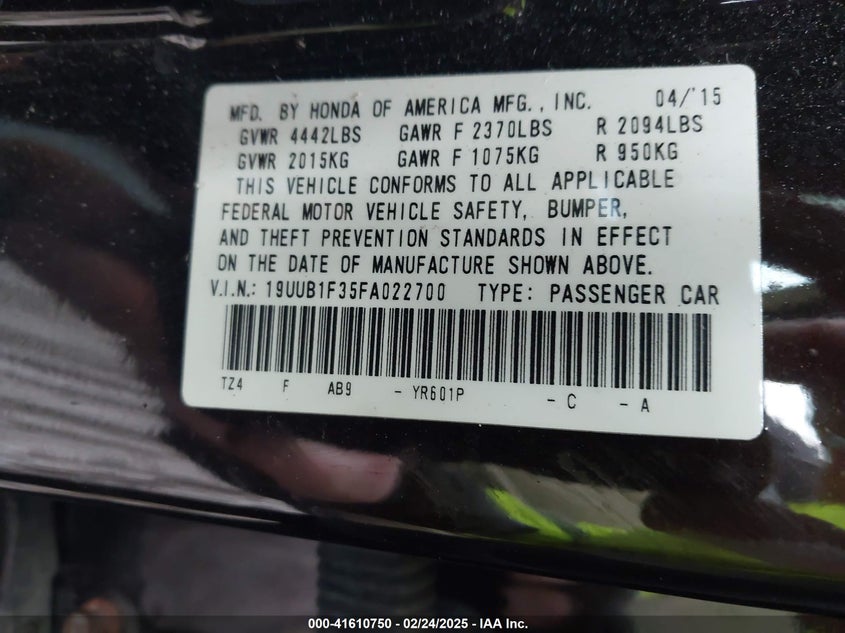 MFD. BY HONDA OF AMERICA MFG., INC. 04/'15
GVWR 4442LBS GAWR F 2370LBS R 2094LBS
GVWR 2015KG GAWR F 1075KG R 950KG
THIS VEHICLE CONFORMS TO ALL APPLICABLE
FEDERAL MOTOR VEHICLE SAFETY, BUMPER,
AND THEFT PREVENTION STANDARDS IN EFFECT
ON THE DATE OF MANUFACTURE SHOWN ABOVE.
V.I.N.: 19UUB1F35FA022700 TYPE: PASSENGER CAR
TZ4 F AB9 - YR601P - C - A
000-41610750 - 02/24/2025 - IAA Inc.